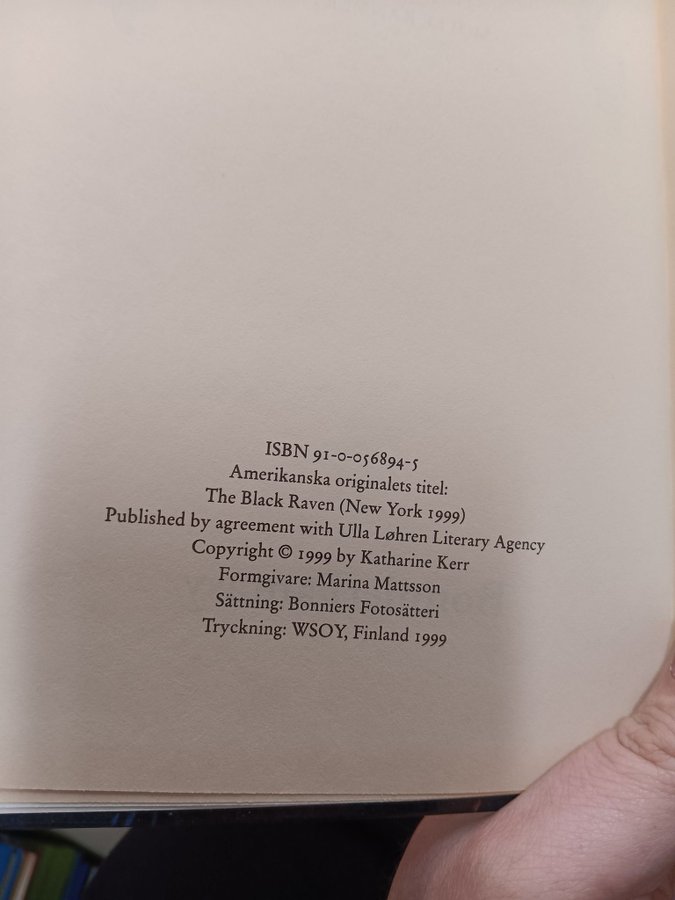 ISBN 91-0-056894-5
Amerikanska originalets titel:
The Black Raven (New York 1999)
Published by agreement with Ulla Løhren Literary Agency
Copyright © 1999 by Katharine Kerr
Formgivare: Marina Mattsson
Sättning: Bonniers Fotosätteri
Tryckning: WSOY, Finland 1999